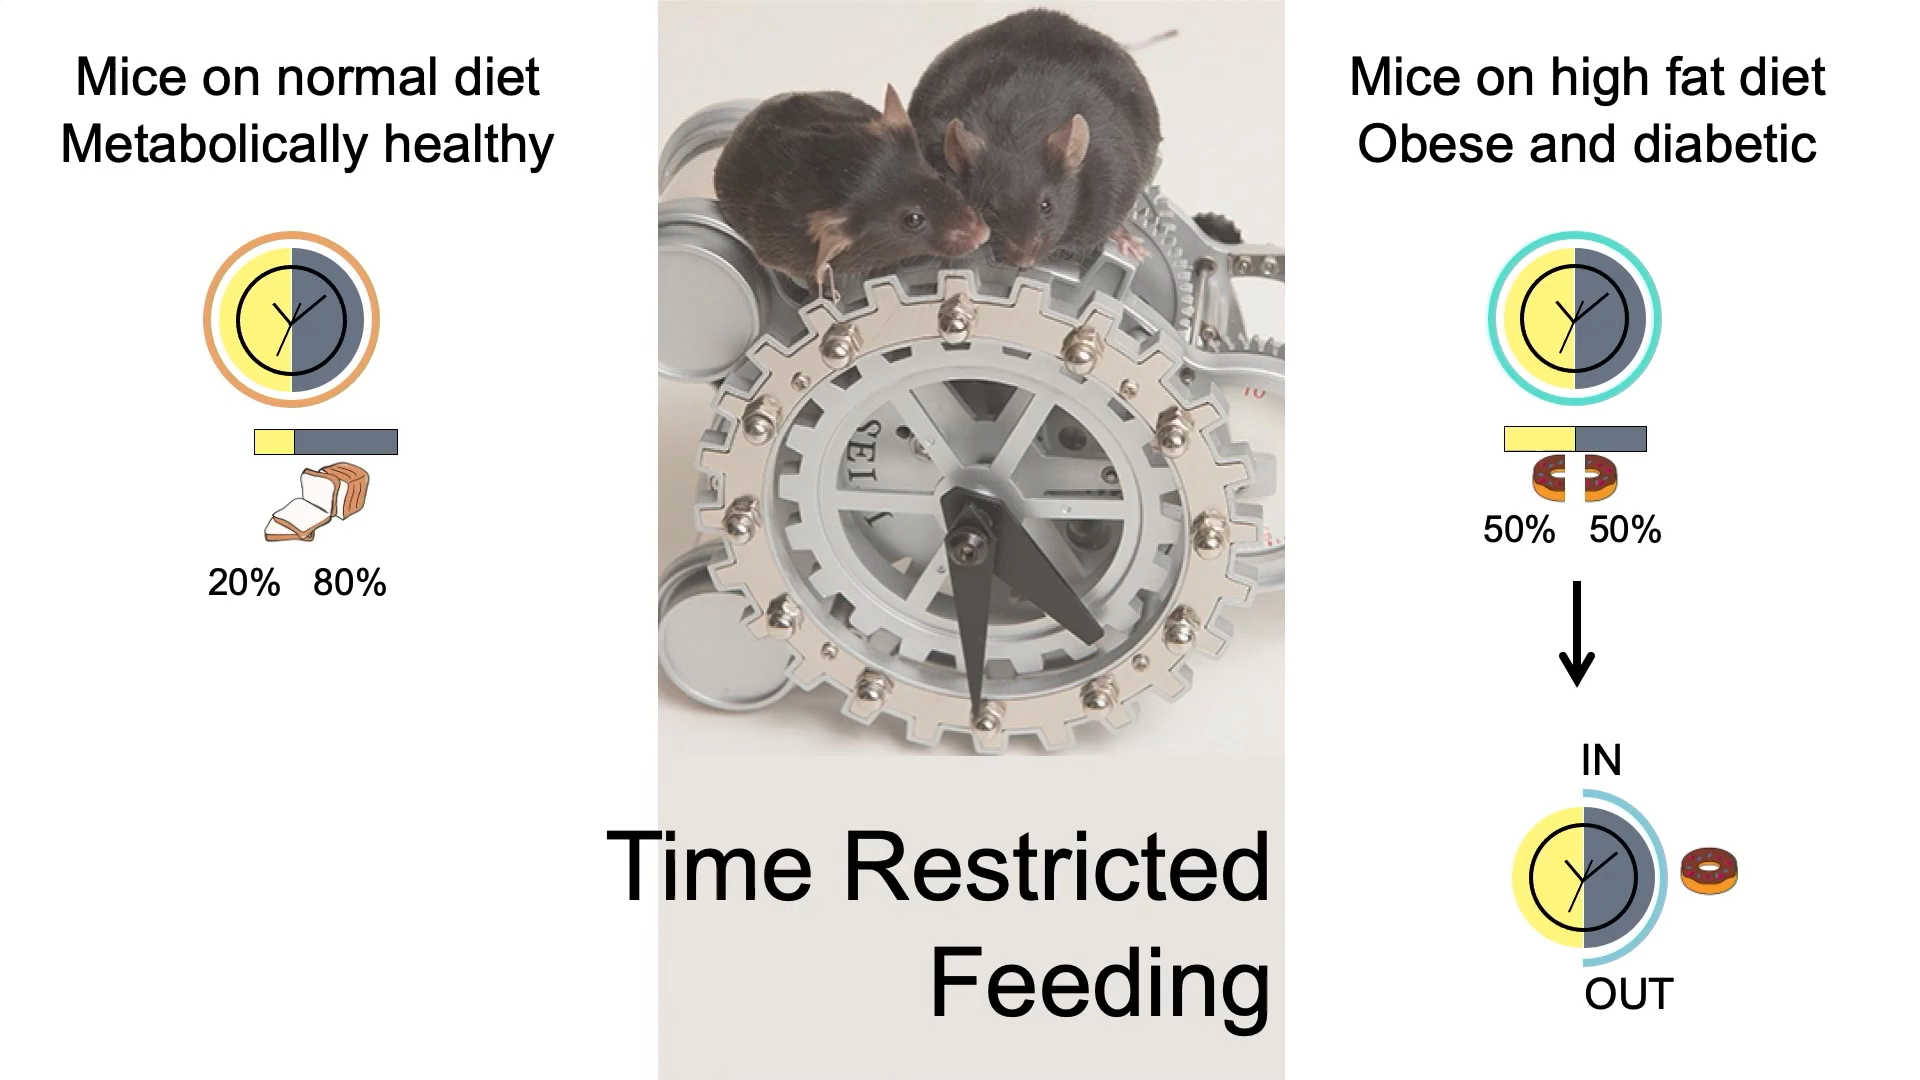 Mice on normal diet
Metabolically healthy
20% 80%
SEI
Time Restricted
Feeding
Mice on high fat diet
Obese and diabetic
50% 50%
IN
OUT